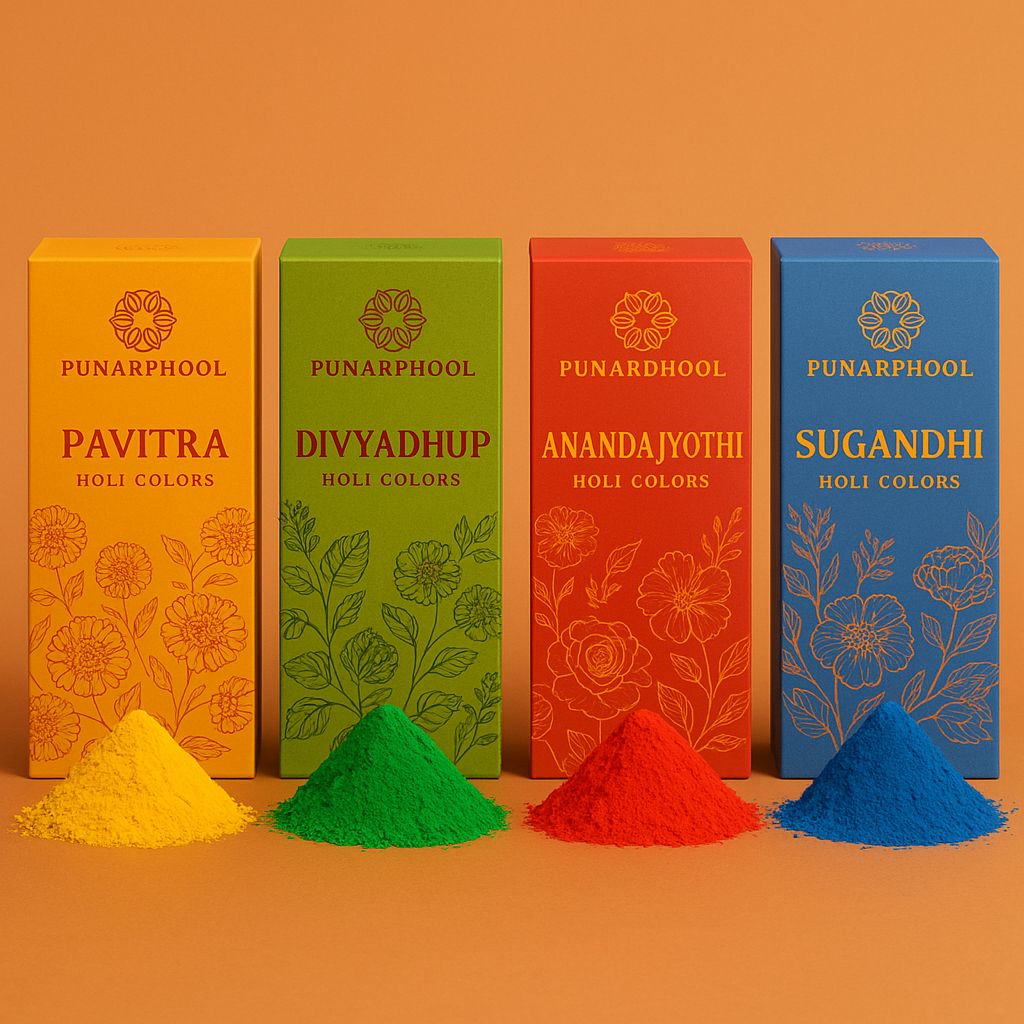 PUNARPHOOL
PAVITRA
HOLI COLORS
PUNARPHOOL
DIVYADHUP
HOLI COLORS
PUNARDHOOL
ANANDAJYOTHI
HOLI COLORS
PUNARPHOOL
SUGANDHI
HOLI COLORS